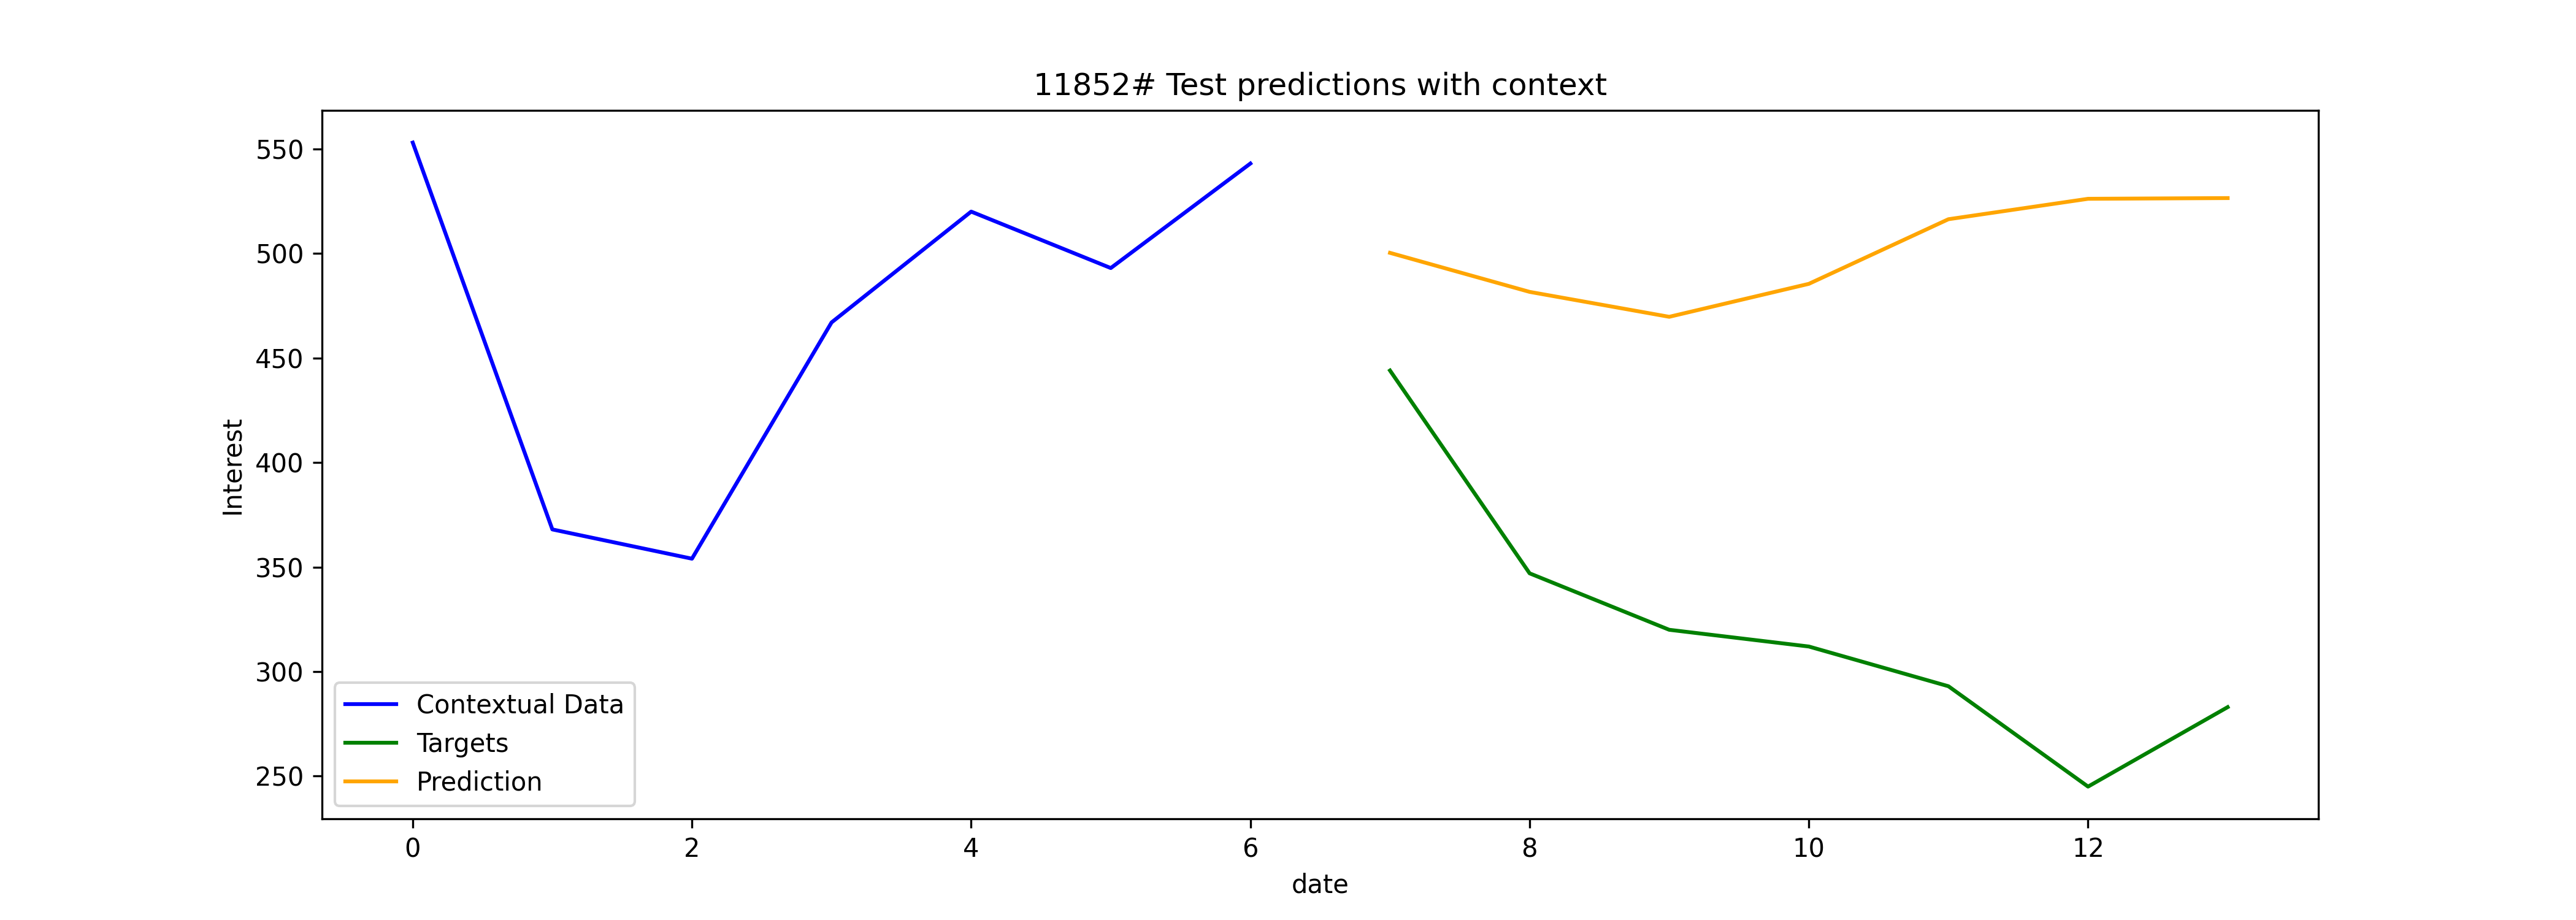 11852# Test predictions with context
550
500
450
400
350
300
250
Interest
Contextual Data
Targets
Prediction
0 2 4 6 8 10 12
date